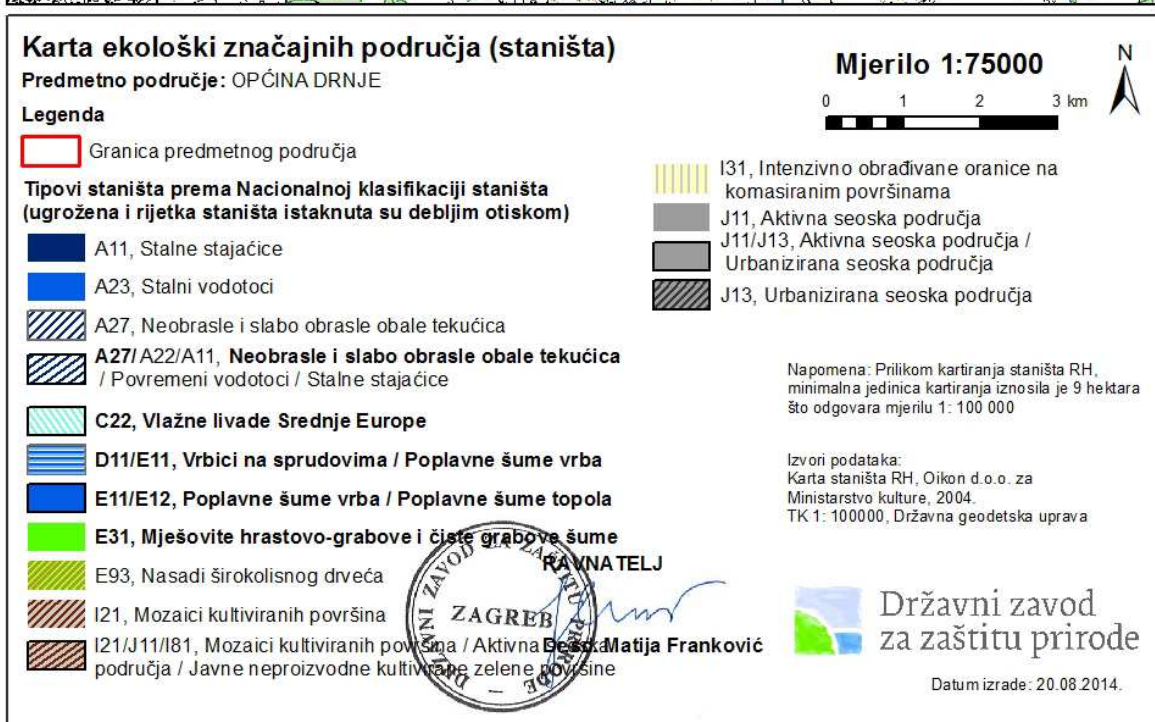 Karta ekološki značajnih područja (staništa)
Predmetno područje: OPĆINA DRNJE
Legenda
Granica predmetnog područja
Tipovi staništa prema Nacionalnoj klasifikaciji staništa
(ugrožena i rijetka staništa istaknuta su debljim otiskom)
A11, Stalne stajaćice
A23, Stalni vodotoci
A27, Neobrasle i slabo obrasle obale tekućica
A27/A22/A11, Neobrasle i slabo obrasle obale tekućica
/ Povremeni vodotoci / Stalne stajaćice
C22, Vlažne livade Srednje Europe
D11/E11, Vrbici na sprudovima / Poplavne šume vrba
E11/E12, Poplavne šume vrba / Poplavne šume topola
E31, Mješovite hrastovo-grabove i čiste grabove šume
E93, Nasadi širokolisnog drveća
I21, Mozaici kultiviranih površina
I21/J11/I81, Mozaici kultiviranih površina / Aktivna seoska
područja / Javne neproizvodne kultivirane zelene površine
Mjerilo 1:75000
N
0 1 2 3 km
I31, Intenzivno obrađivane oranice na
komasiranim površinama
J11, Aktivna seoska područja
J11/J13, Aktivna seoska područja /
Urbanizirana seoska područja
J13, Urbanizirana seoska područja
Napomena: Prilikom kartiranja staništa RH,
minimalna jedinica kartiranja iznosila je 9 hektara
što odgovara mjerilu 1: 100 000
Izvori podataka:
Karta staništa RH, Oikon d.o.o. za
Ministarstvo kulture, 2004.
TK 1: 100000, Državna geodetska uprava
RAVNATELJ
Matija Franković
DRŽAVNI ZAVOD ZA ZAŠTITU PRIRODE
ZAGREB
Državni zavod
za zaštitu prirode
Datum izrade: 20.08.2014.